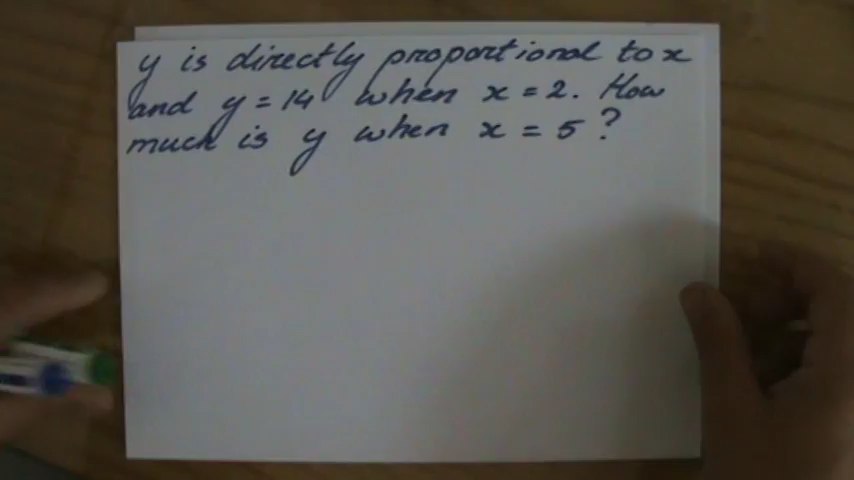 y is directly proportional to x
and y = 14 when x = 2. How
much is y when x = 5 ?